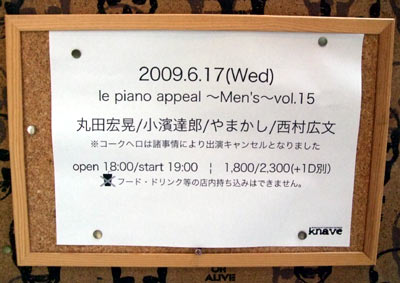 2009.6.17(Wed)
le piano appeal 〜Men's〜vol.15
丸田宏晃/小濱達郎/やまかし/西村広文
※コークヘロは諸事情により出演キャンセルとなりました
open 18:00/start 19:00 ¦ 1,800/2,300(+1D別)
フード・ドリンク等の店内持ち込みはできません。
knave
OR
ALIVE